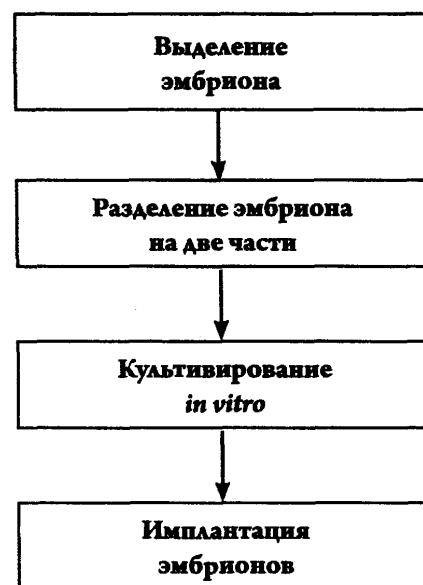 Выделение
эмбриона
Разделение эмбриона
на две части
Культивирование
in vitro
Имплантация
эмбрионов